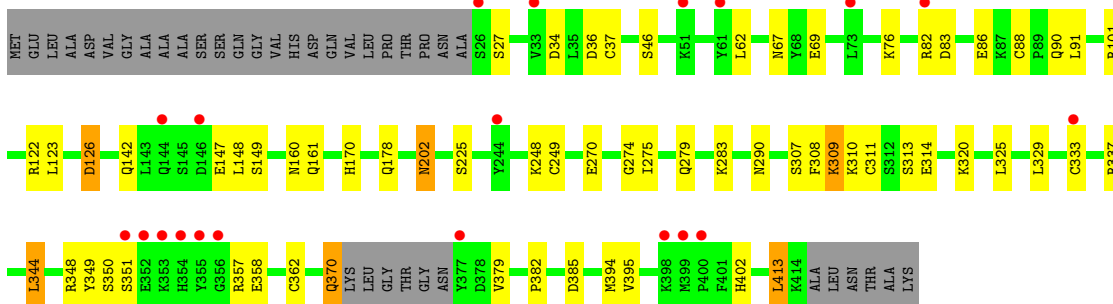 MET GLU LEU ALA ASP VAL GLY ALA ALA ALA SER SER GLN GLY VAL HIS ASP GLN VAL LEU PRO THR PRO ASN ALA S26 S27 V33 D34 L35 D36 C37 S46 K51 Y61 L62 N67 Y68 E69 L73 K76 R82 D83 E86 K87 C88 P89 Q90 L91
R122 L123 D126 Q142 L143 Q144 S145 D146 E147 L148 S149 N160 Q161 H170 Q178 N202 S225 Y244 K248 C249 E270 G274 I275 Q279 K283 N290 S307 F308 K309 K310 C311 S312 S313 E314 K320 L325 L329 C333
L344 R348 Y349 S350 S351 E352 K353 H354 Y355 G356 R357 E358 C362 Q370 LYS LEU GLY THR GLY ASN Y377 D378 V379 P382 D385 M394 V395 K398 M399 P400 F401 H402 L413 K414 ALA LEU ASN THR ALA LYS